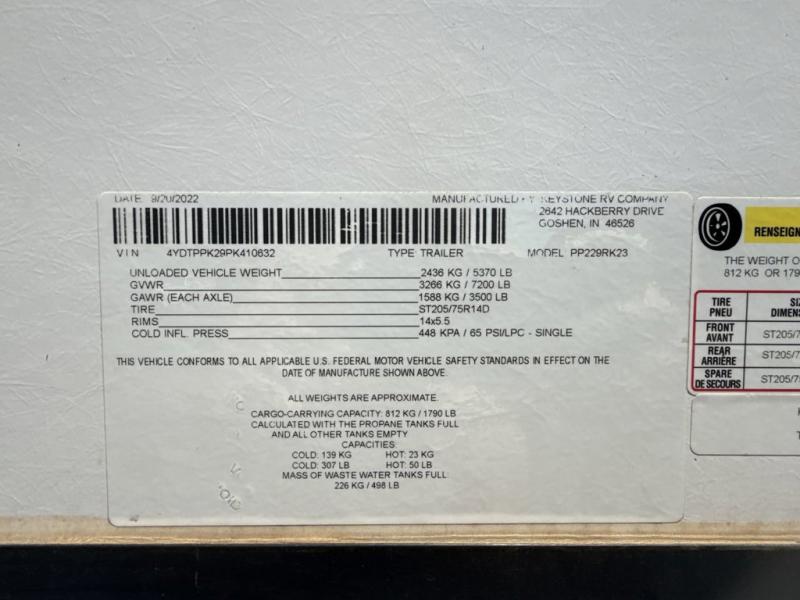 DATE 9/20/2022 MANUFACTURED BY KEYSTONE RV COMPANY
2642 HACKBERRY DRIVE
GOSHEN, IN 46526
VIN 4YDTPPK29PK410632 TYPE: TRAILER MODEL PP229RK23
UNLOADED VEHICLE WEIGHT 2436 KG / 5370 LB
GVWR 3266 KG / 7200 LB
GAWR (EACH AXLE) 1588 KG / 3500 LB
TIRE ST205/75R14D
RIMS 14x5.5
COLD INFL. PRESS 448 KPA / 65 PSI/LPC - SINGLE
THIS VEHICLE CONFORMS TO ALL APPLICABLE U.S. FEDERAL MOTOR VEHICLE SAFETY STANDARDS IN EFFECT ON THE
DATE OF MANUFACTURE SHOWN ABOVE.
ALL WEIGHTS ARE APPROXIMATE.
CARGO-CARRYING CAPACITY: 812 KG / 1790 LB
CALCULATED WITH THE PROPANE TANKS FULL
AND ALL OTHER TANKS EMPTY
CAPACITIES:
COLD: 139 KG HOT: 23 KG
COLD: 307 LB HOT: 50 LB
MASS OF WASTE WATER TANKS FULL:
226 KG / 498 LB
RENSEIGN
THE WEIGHT O
812 KG OR 179
TIRE SI
PNEU DIMEN
FRONT
AVANT ST205/7
REAR
ARRIÈRE ST205/7
SPARE
DE SECOURS ST205/7